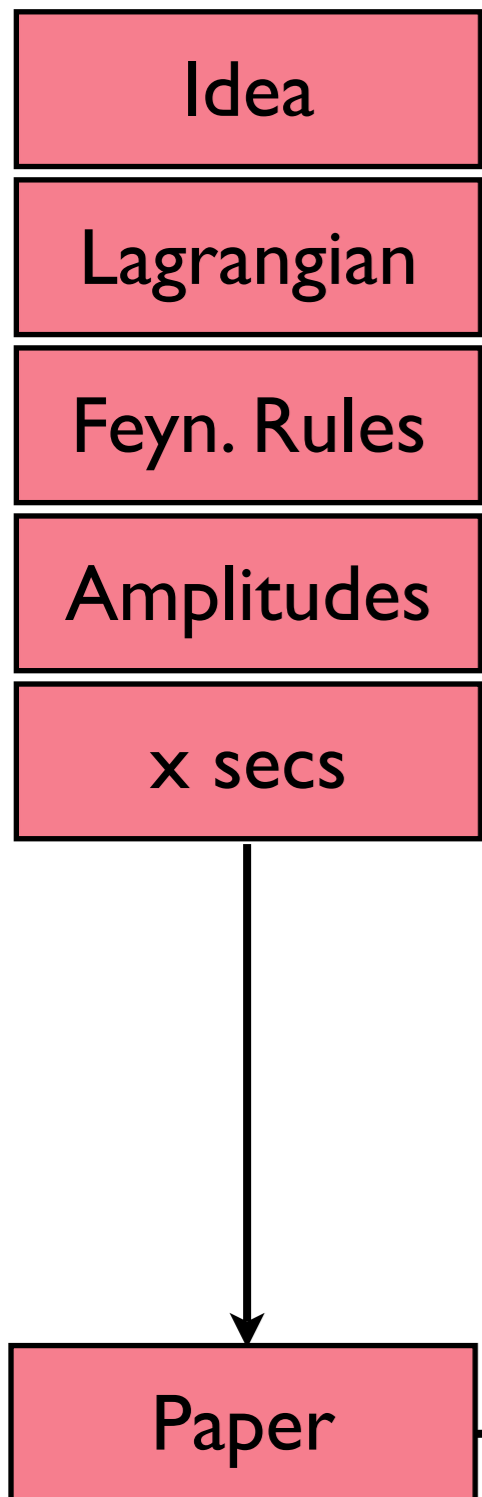 Idea
Lagrangian
Feyn. Rules
Amplitudes
x secs
Paper